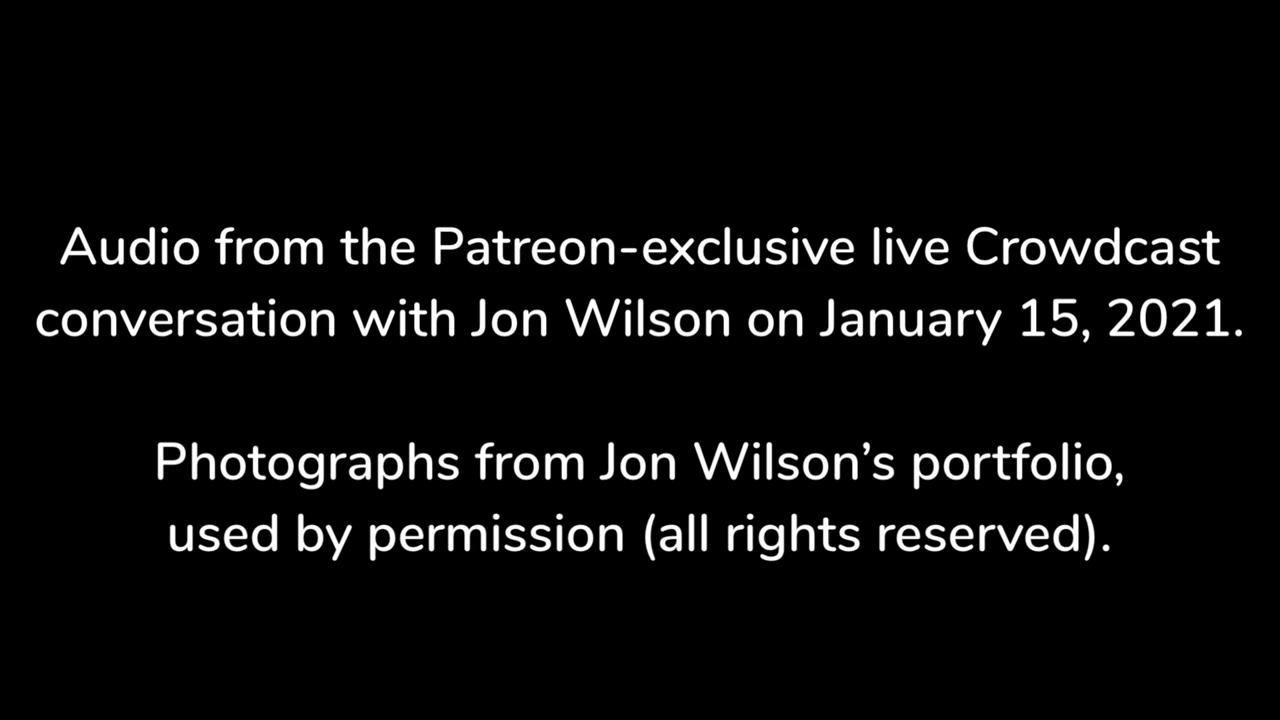 Audio from the Patreon-exclusive live Crowdcast
conversation with Jon Wilson on January 15, 2021.
Photographs from Jon Wilson’s portfolio,
used by permission (all rights reserved).